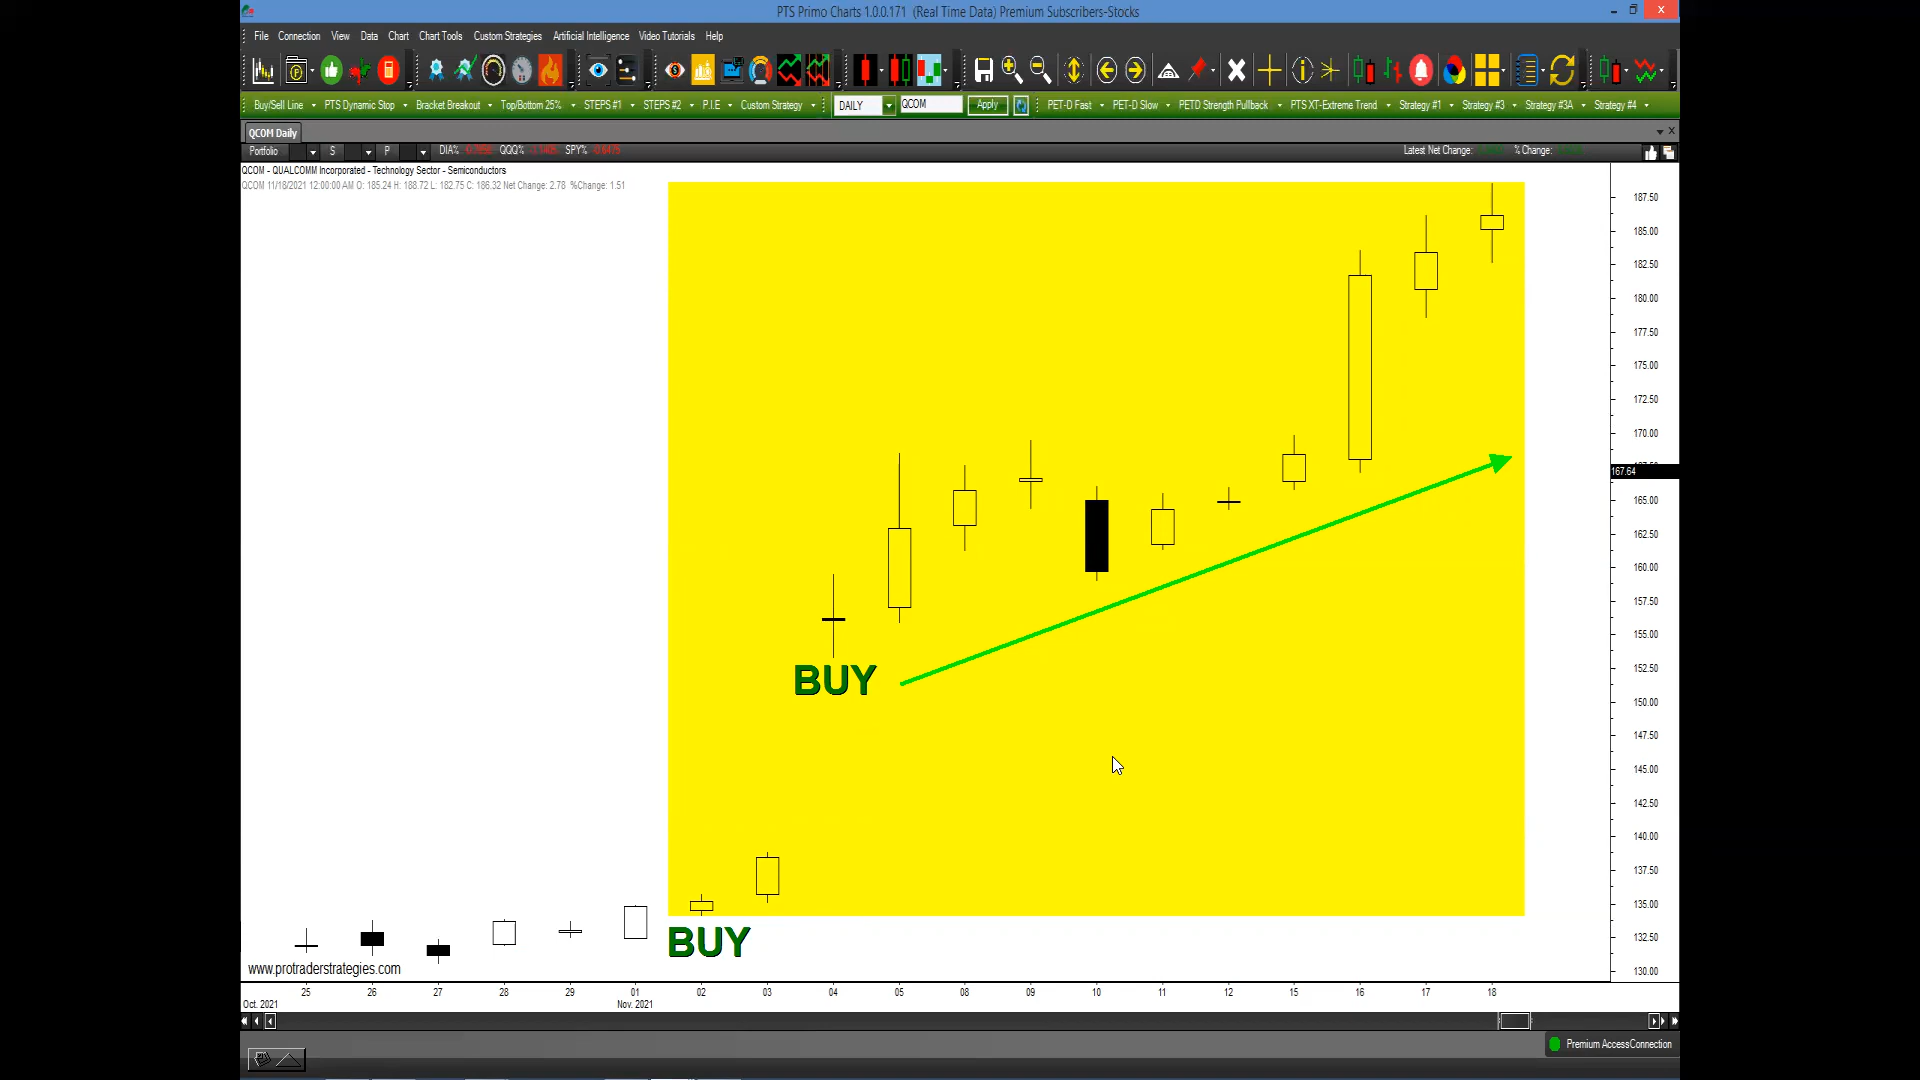 PTS Primo Charts 1.0.0.171 (Real Time Data) Premium Subscribers-Stocks
File Connection View Data Chart Chart Tools Custom Strategies Artificial Intelligence Video Tutorials Help
Buy/Sell Line PTS Dynamic Stop Bracket Breakout Top/Bottom 25% STEPS #1 STEPS #2 P.I.E Custom Strategy DAILY QCOM Apply PET-D Fast PET-D Slow PETD Strength Pullback PTS XT-Extreme Trend Strategy #1 Strategy #3 Strategy #3A Strategy #4
QCOM Daily
Portfolio S P DIA% QQQ% SPY% Latest Net Change: % Change:
QCOM - QUALCOMM Incorporated - Technology Sector - Semiconductors
QCOM 11/18/2021 12:00:00 AM O: 185.24 H: 188.72 L: 182.75 C: 186.32 Net Change: 2.78 %Change: 1.51
187.50
185.00
182.50
180.00
177.50
175.00
172.50
170.00
167.64
165.00
162.50
160.00
157.50
155.00
152.50
150.00
147.50
145.00
142.50
140.00
137.50
135.00
132.50
130.00
BUY
BUY
www.protraderstrategies.com
25 26 27 28 29 01 02 03 04 05 08 09 10 11 12 15 16 17 18
Oct. 2021 Nov. 2021
Premium AccessConnection